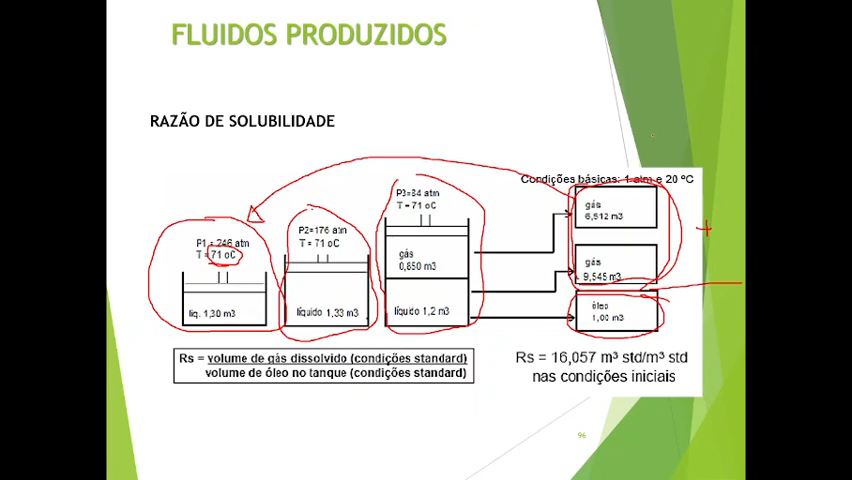 FLUIDOS PRODUZIDOS
RAZÃO DE SOLUBILIDADE
Condições básicas: 1 atm e 20 ºC
P1 = 246 atm
T = 71 oC
líq. 1,30 m3
P2=176 atm
T = 71 oC
líquido 1,33 m3
P3=84 atm
T = 71 oC
gás
0,850 m3
líquido 1,2 m3
gás
6,512 m3
gás
9,545 m3
óleo
1,00 m3
+
Rs = volume de gás dissolvido (condições standard)
volume de óleo no tanque (condições standard)
Rs = 16,057 m³ std/m³ std
nas condições iniciais
96